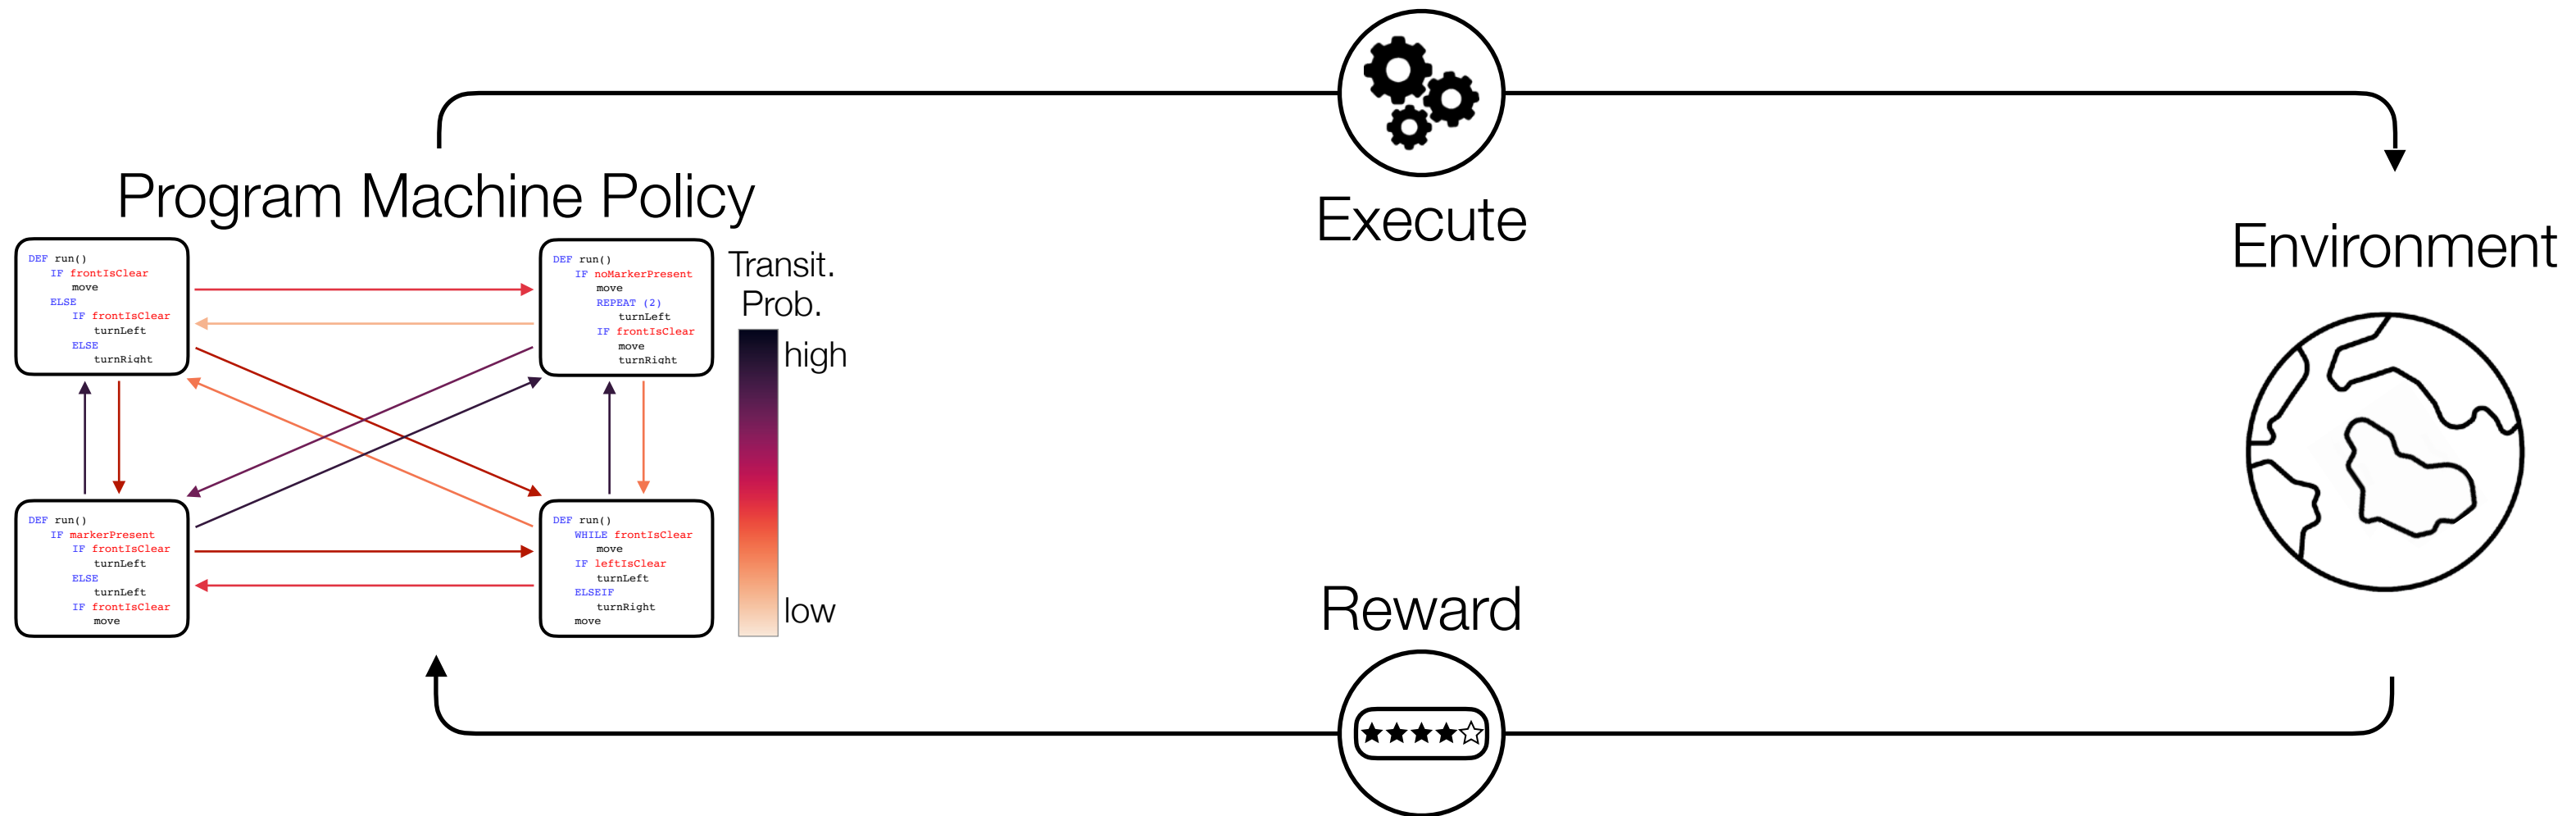 Program Machine Policy
DEF run()
IF frontIsClear
move
ELSE
IF frontIsClear
turnLeft
ELSE
turnRight
DEF run()
IF noMarkerPresent
move
REPEAT (2)
turnLeft
IF frontIsClear
move
turnRight
DEF run()
IF markerPresent
IF frontIsClear
turnLeft
ELSE
turnLeft
IF frontIsClear
move
DEF run()
WHILE frontIsClear
move
IF leftIsClear
turnLeft
ELSEIF
turnRight
move
Transit.
Prob.
high
low
Execute
Environment
Reward